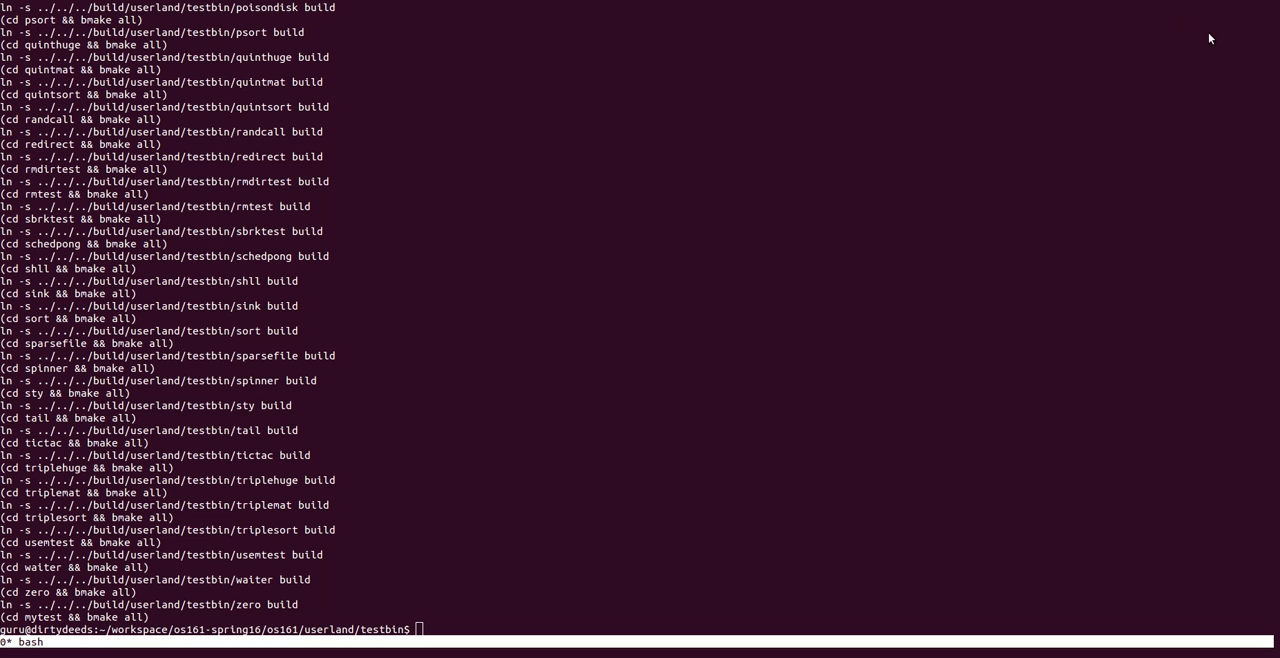 ln -s ../../../build/userland/testbin/poisondisk build
(cd psort && bmake all)
ln -s ../../../build/userland/testbin/psort build
(cd quinthuge && bmake all)
ln -s ../../../build/userland/testbin/quinthuge build
(cd quintmat && bmake all)
ln -s ../../../build/userland/testbin/quintmat build
(cd quintsort && bmake all)
ln -s ../../../build/userland/testbin/quintsort build
(cd randcall && bmake all)
ln -s ../../../build/userland/testbin/randcall build
(cd redirect && bmake all)
ln -s ../../../build/userland/testbin/redirect build
(cd rmdirtest && bmake all)
ln -s ../../../build/userland/testbin/rmdirtest build
(cd rmtest && bmake all)
ln -s ../../../build/userland/testbin/rmtest build
(cd sbrktest && bmake all)
ln -s ../../../build/userland/testbin/sbrktest build
(cd schedpong && bmake all)
ln -s ../../../build/userland/testbin/schedpong build
(cd shll && bmake all)
ln -s ../../../build/userland/testbin/shll build
(cd sink && bmake all)
ln -s ../../../build/userland/testbin/sink build
(cd sort && bmake all)
ln -s ../../../build/userland/testbin/sort build
(cd sparsefile && bmake all)
ln -s ../../../build/userland/testbin/sparsefile build
(cd spinner && bmake all)
ln -s ../../../build/userland/testbin/spinner build
(cd sty && bmake all)
ln -s ../../../build/userland/testbin/sty build
(cd tail && bmake all)
ln -s ../../../build/userland/testbin/tail build
(cd tictac && bmake all)
ln -s ../../../build/userland/testbin/tictac build
(cd triplehuge && bmake all)
ln -s ../../../build/userland/testbin/triplehuge build
(cd triplemat && bmake all)
ln -s ../../../build/userland/testbin/triplemat build
(cd triplesort && bmake all)
ln -s ../../../build/userland/testbin/triplesort build
(cd usemtest && bmake all)
ln -s ../../../build/userland/testbin/usemtest build
(cd waiter && bmake all)
ln -s ../../../build/userland/testbin/waiter build
(cd zero && bmake all)
ln -s ../../../build/userland/testbin/zero build
(cd mytest && bmake all)
guru@dirtydeeds:~/workspace/os161-spring16/os161/userland/testbin$
0* bash